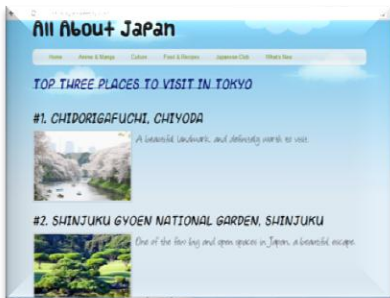 All About Japan
Home Anime & Manga Culture Food & Recipes Japanese Club What's New
TOP THREE PLACES TO VISIT IN TOKYO
#1. CHIDORIGAFUCHI, CHIYODA
A beautiful landmark, and definitely worth to visit.
#2. SHINJUKU GYOEN NATIONAL GARDEN, SHINJUKU
One of the few big and open spaces in Japan, a beautiful escape